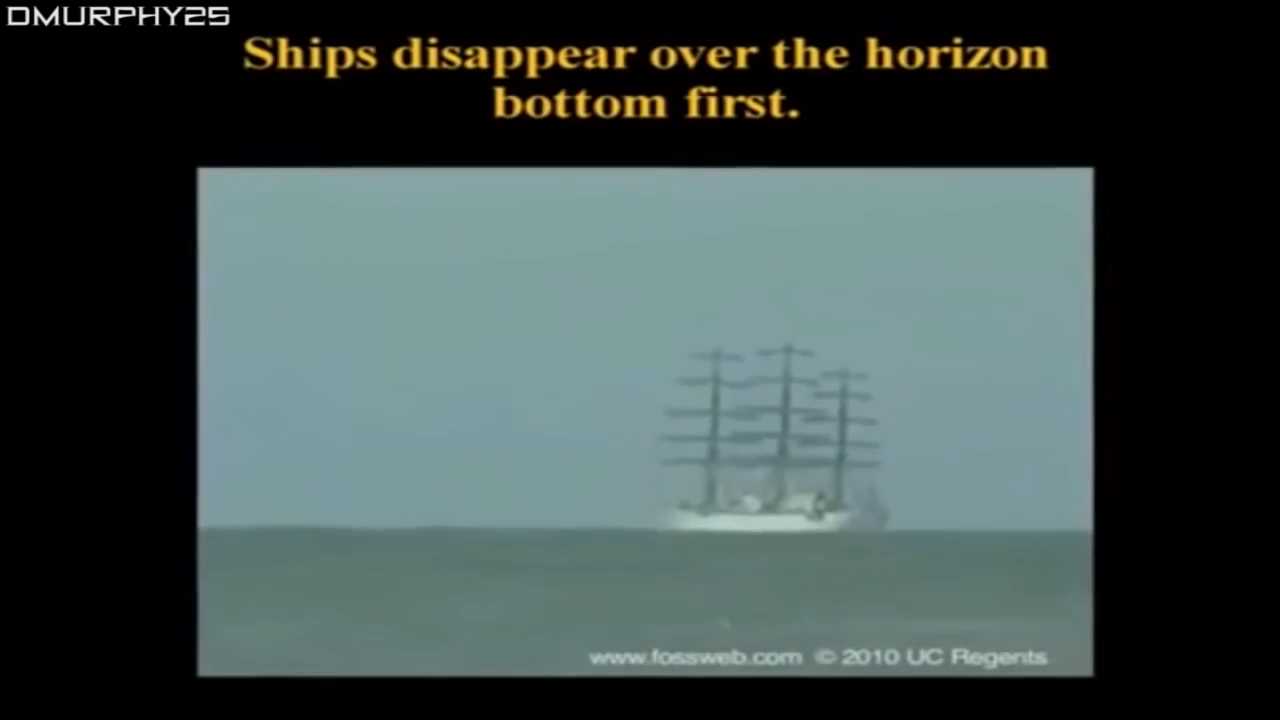 DMURPHY25
Ships disappear over the horizon
bottom first.
www.fossweb.com © 2010 UC Regents